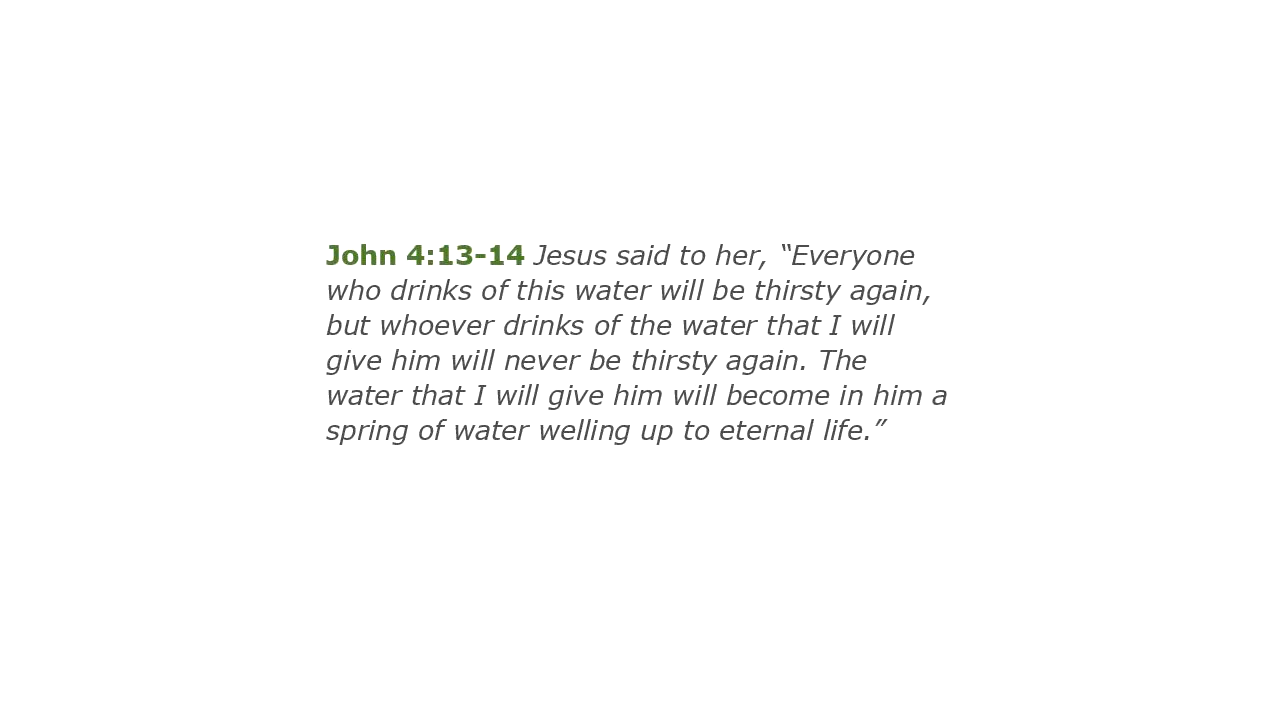 John 4:13-14 Jesus said to her, “Everyone
who drinks of this water will be thirsty again,
but whoever drinks of the water that I will
give him will never be thirsty again. The
water that I will give him will become in him a
spring of water welling up to eternal life.”